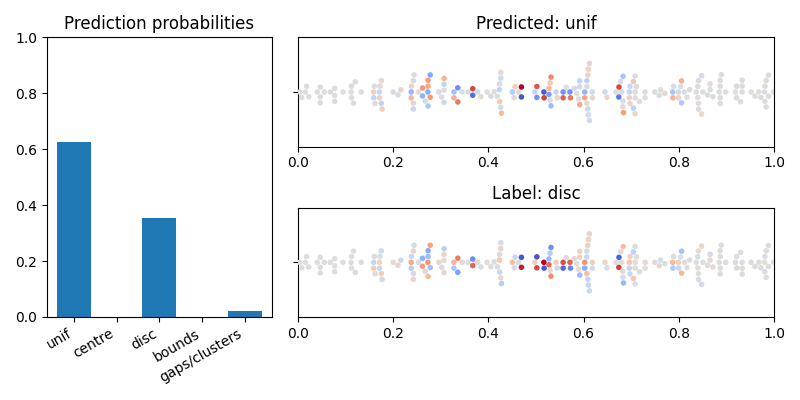 Prediction probabilities
1.0
0.8
0.6
0.4
0.2
0.0
unif
centre
disc
bounds
gaps/clusters
Predicted: unif
0.0 0.2 0.4 0.6 0.8 1.0
Label: disc
0.0 0.2 0.4 0.6 0.8 1.0